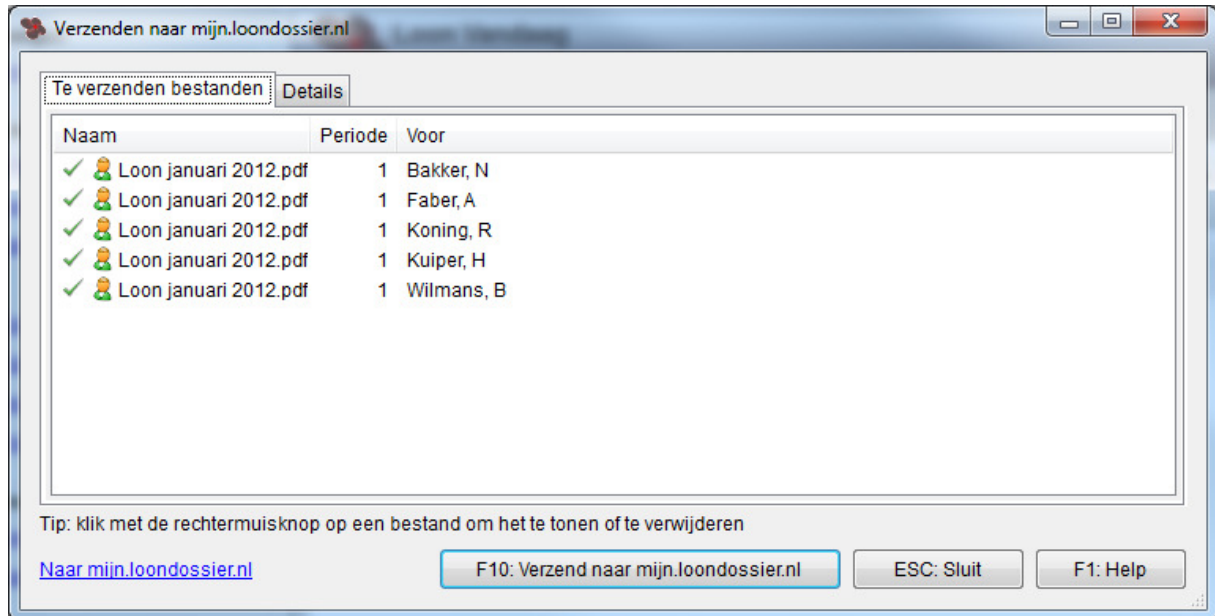 Verzenden naar mijn.loondossier.nl
Loon Vandaag
Te verzenden bestanden Details
Naam Periode Voor
Loon januari 2012.pdf 1 Bakker, N
Loon januari 2012.pdf 1 Faber, A
Loon januari 2012.pdf 1 Koning, R
Loon januari 2012.pdf 1 Kuiper, H
Loon januari 2012.pdf 1 Wilmans, B
Tip: klik met de rechtermuisknop op een bestand om het te tonen of te verwijderen
Naar mijn.loondossier.nl F10: Verzend naar mijn.loondossier.nl ESC: Sluit F1: Help